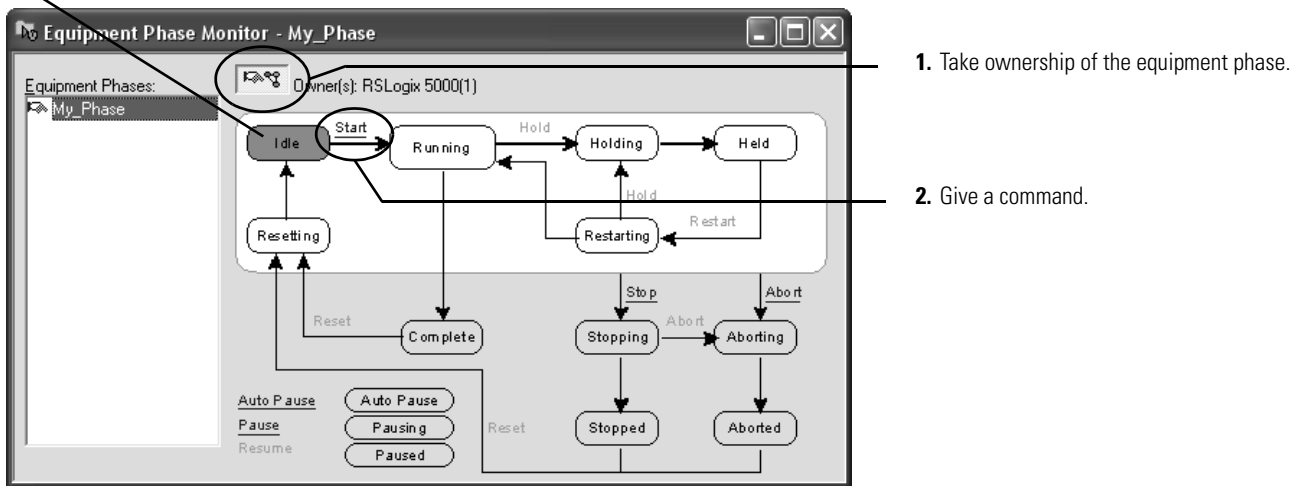 Equipment Phase Monitor - My_Phase
1. Take ownership of the equipment phase.
Equipment Phases:
Owner(s): RSLogix 5000(1)
My_Phase
Start
Hold
Idle
Running
Holding
Held
2. Give a command.
Hold
Restart
Resetting
Restarting
Stop
Abort
Reset
Abort
Complete
Stopping
Aborting
Auto Pause
Auto Pause
Pause
Pausing
Reset
Stopped
Aborted
Resume
Paused